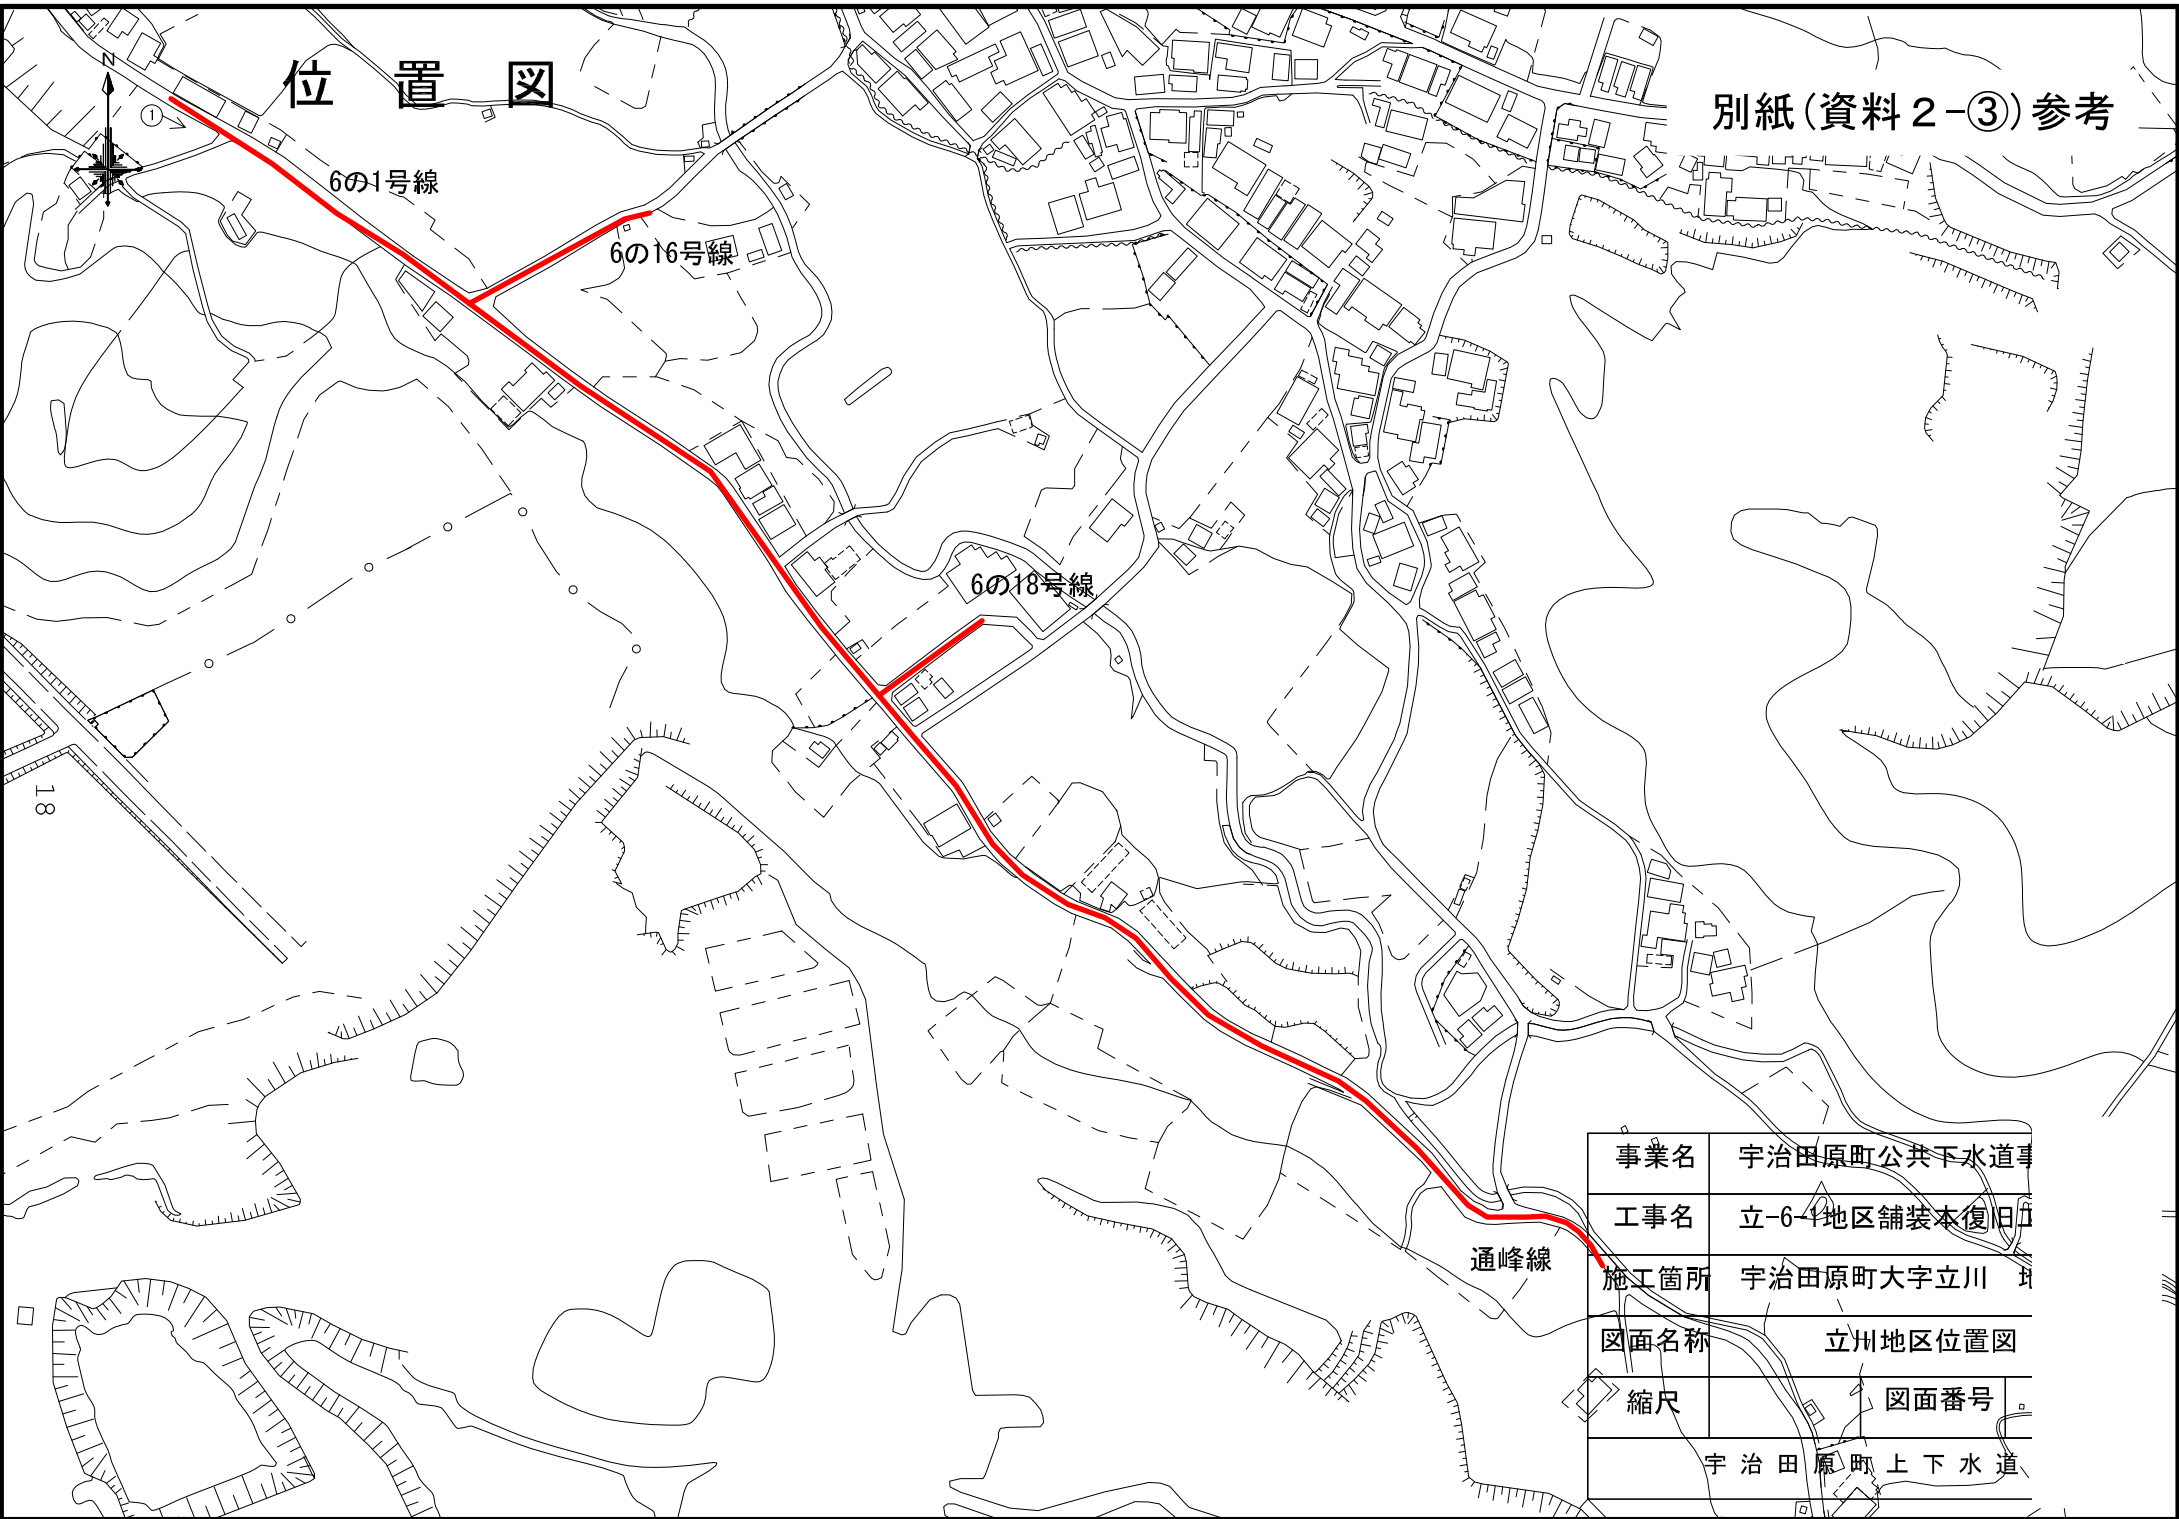 位置図
別紙(資料2-③)参考
N
①
6の1号線
6の16号線
6の18号線
18
通峰線
事業名 宇治田原町公共下水道事
工事名 立-6-1地区舗装本復旧工
施工箇所 宇治田原町大字立川 地
図面名称 立川地区位置図
縮尺 図面番号
宇治田原町上下水道